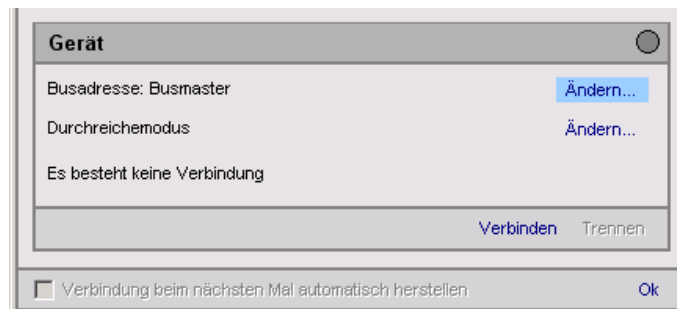 Gerät
Busadresse: Busmaster Ändern...
Durchreichemodus Ändern...
Es besteht keine Verbindung
Verbinden Trennen
Verbindung beim nächsten Mal automatisch herstellen Ok